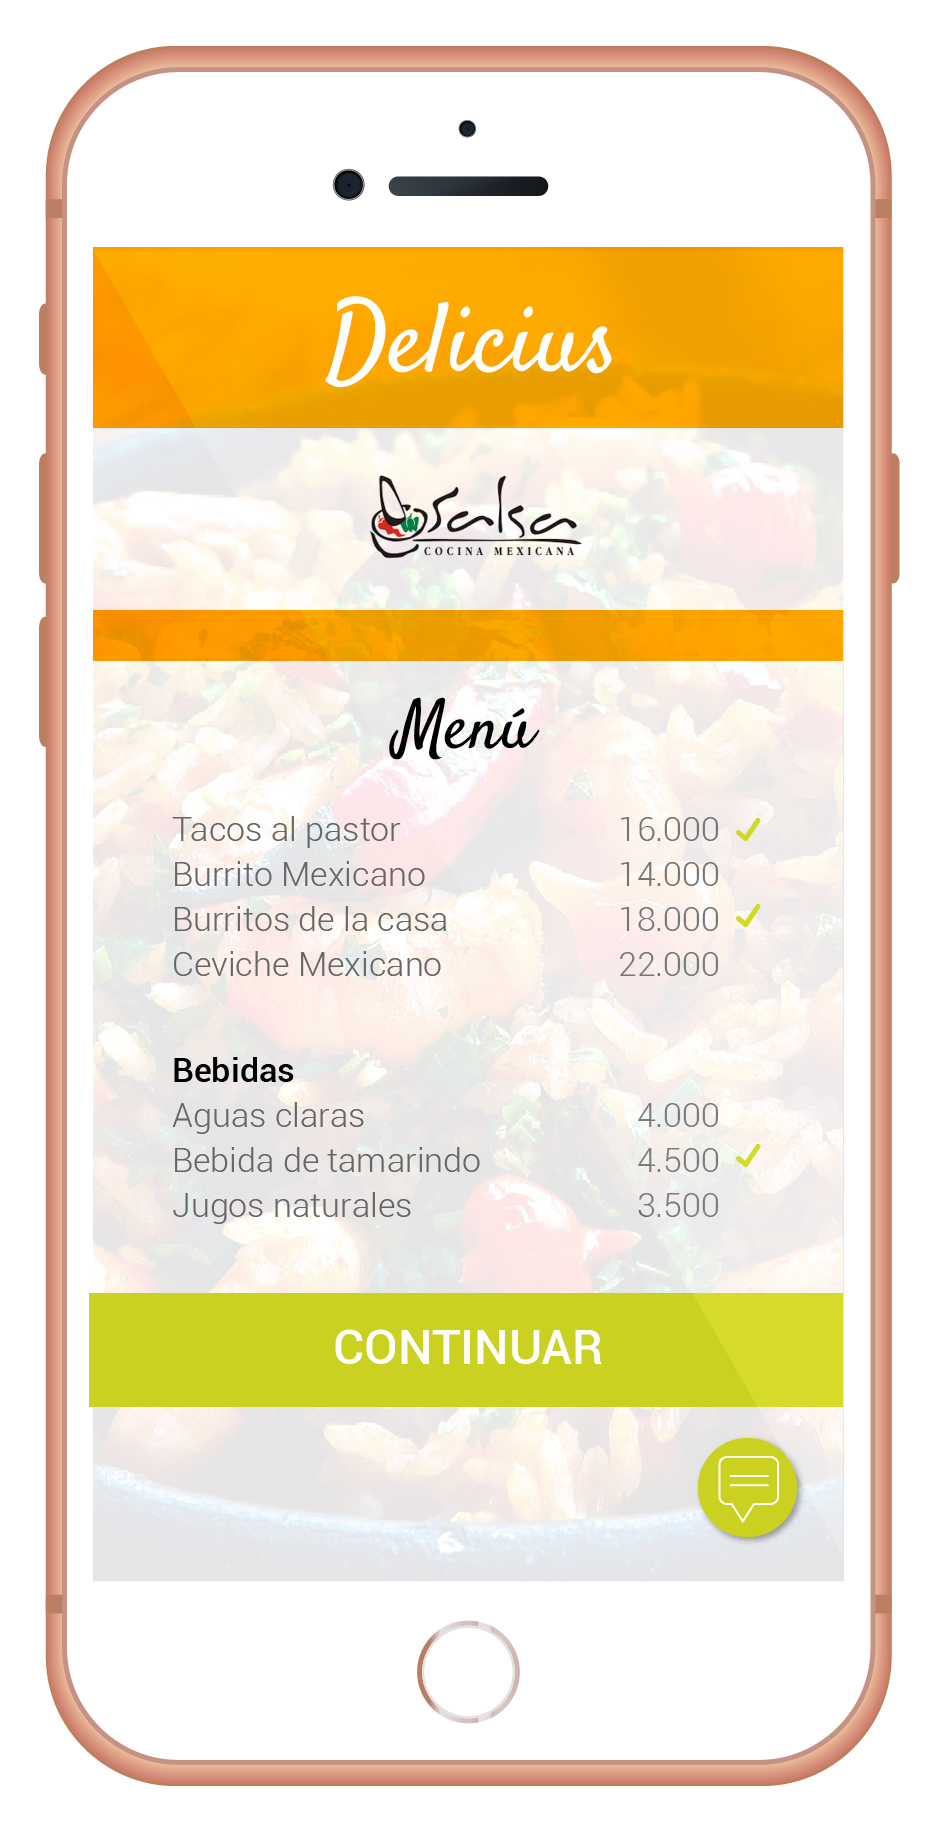 Delicius
Salsa
COCINA MEXICANA
Menú
Tacos al pastor 16.000 ✓
Burrito Mexicano 14.000
Burritos de la casa 18.000 ✓
Ceviche Mexicano 22.000
Bebidas
Aguas claras 4.000
Bebida de tamarindo 4.500 ✓
Jugos naturales 3.500
CONTINUAR